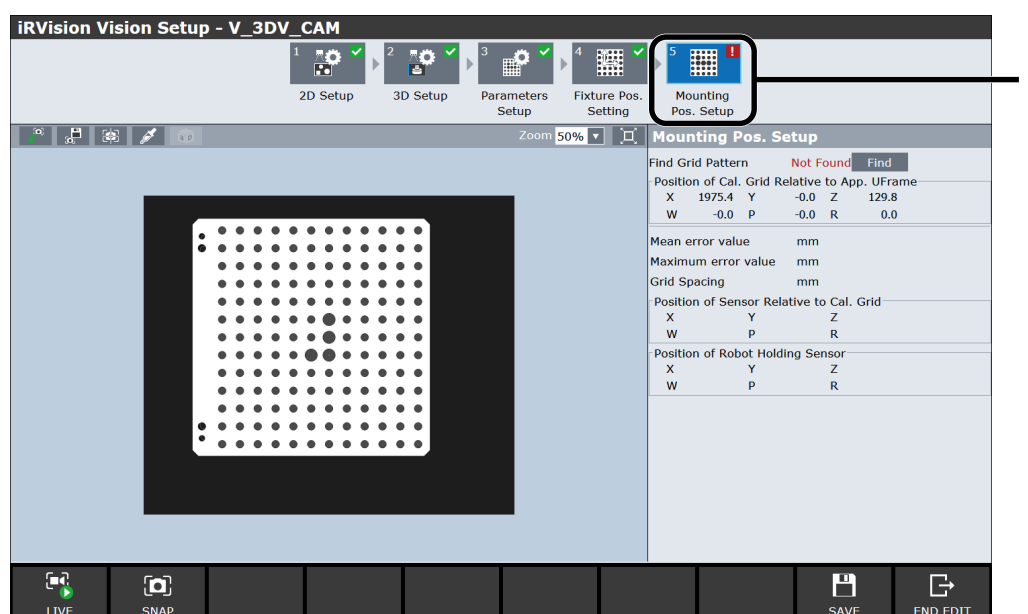 iRVision Vision Setup - V_3DV_CAM
1 2 3 4 5 !
2D Setup 3D Setup Parameters Setup Fixture Pos. Setting Mounting Pos. Setup
Zoom 50%
Mounting Pos. Setup
Find Grid Pattern Not Found Find
Position of Cal. Grid Relative to App. UFrame
X 1975.4 Y -0.0 Z 129.8
W -0.0 P -0.0 R 0.0
Mean error value mm
Maximum error value mm
Grid Spacing mm
Position of Sensor Relative to Cal. Grid
X Y Z
W P R
Position of Robot Holding Sensor
X Y Z
W P R
LIVE SNAP SAVE END EDIT